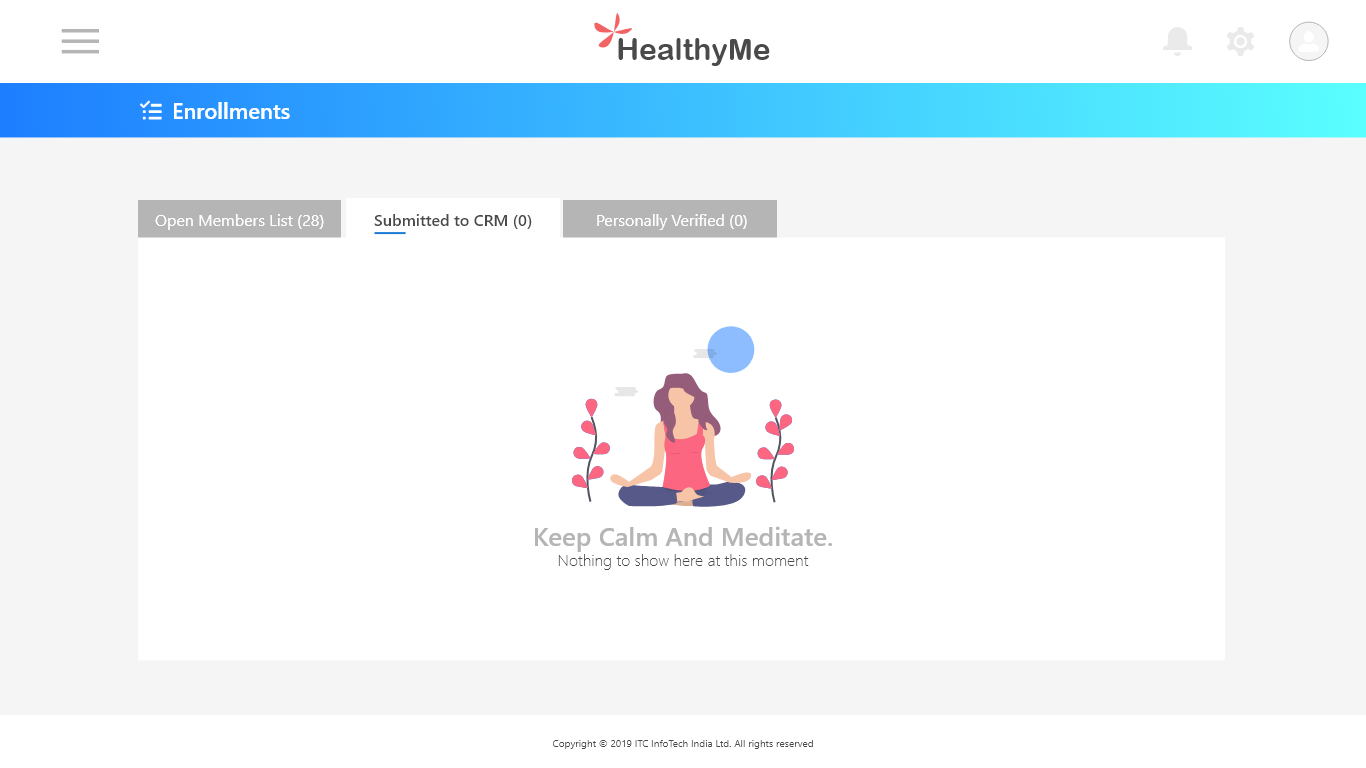 HealthyMe
Enrollments
Open Members List (28)
Submitted to CRM (0)
Personally Verified (0)
Keep Calm And Meditate.
Nothing to show here at this moment
Copyright © 2019 ITC InfoTech India Ltd. All rights reserved